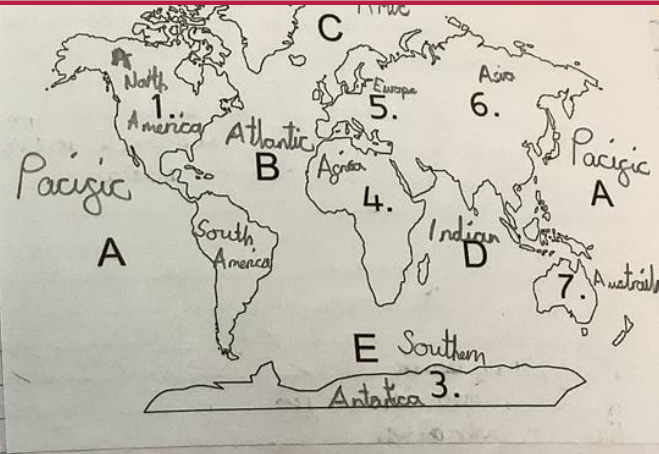 C
North
1.
America
Europe
5.
Asia
6.
Atlantic
B
Pacific
A
Africa
4.
Pacific
A
South
America
Indian
D
7.
E Southern
Antartica 3.